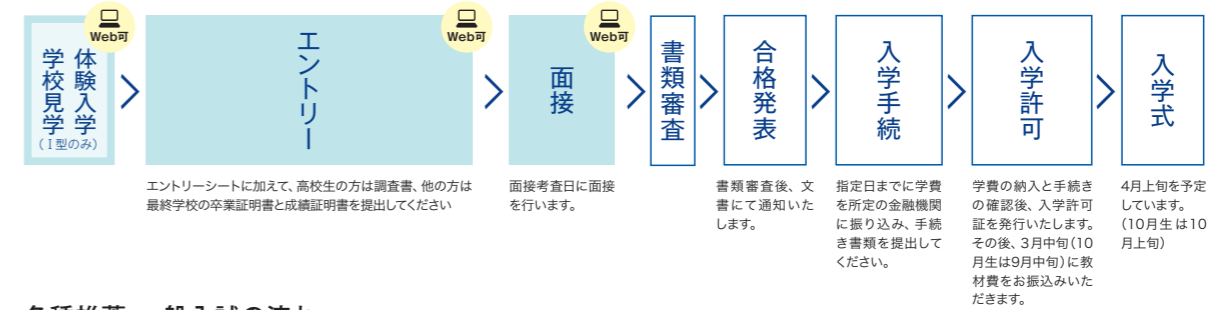 Web可
体験入学
学校見学
(Ⅰ型のみ)
Web可
エントリー
エントリーシートに加えて、高校生の方は調査書、他の方は
最終学校の卒業証明書と成績証明書を提出してください
Web可
面接
面接考査日に面接
を行います。
書類審査
合格発表
書類審査後、文
書にて通知いた
します。
入学手続
指定日までに学費
を所定の金融機関
に振り込み、手続
き書類を提出して
ください。
入学許可
学費の納入と手続き
の確認後、入学許可
証を発行いたします。
その後、3月中旬(10
月生は9月中旬)に教
材費をお振込みいた
だきます。
入学式
4月上旬を予定
しています。
(10月生は10
月上旬)